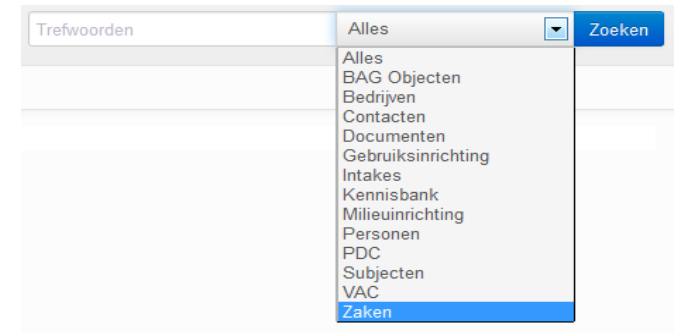 Trefwoorden Alles Zoeken
Alles
BAG Objecten
Bedrijven
Contacten
Documenten
Gebruiksinrichting
Intakes
Kennisbank
Milieuinrichting
Personen
PDC
Subjecten
VAC
Zaken